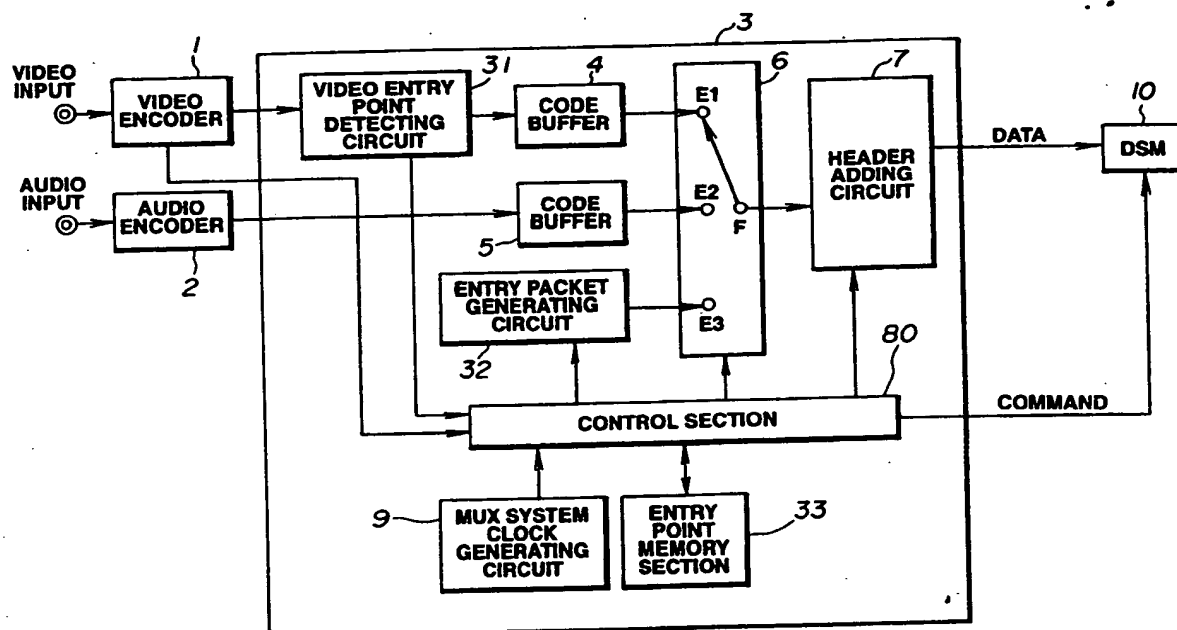 3
1
31
4
6
7
10
VIDEO
INPUT
VIDEO
ENCODER
VIDEO ENTRY
POINT
DETECTING
CIRCUIT
CODE
BUFFER
E1
HEADER
ADDING
CIRCUIT
DATA
DSM
AUDIO
INPUT
AUDIO
ENCODER
2
CODE
BUFFER
5
E2
F
ENTRY PACKET
GENERATING
CIRCUIT
32
E3
80
CONTROL SECTION
COMMAND
9
MUX SYSTEM
CLOCK
GENERATING
CIRCUIT
ENTRY
POINT
MEMORY
SECTION
33